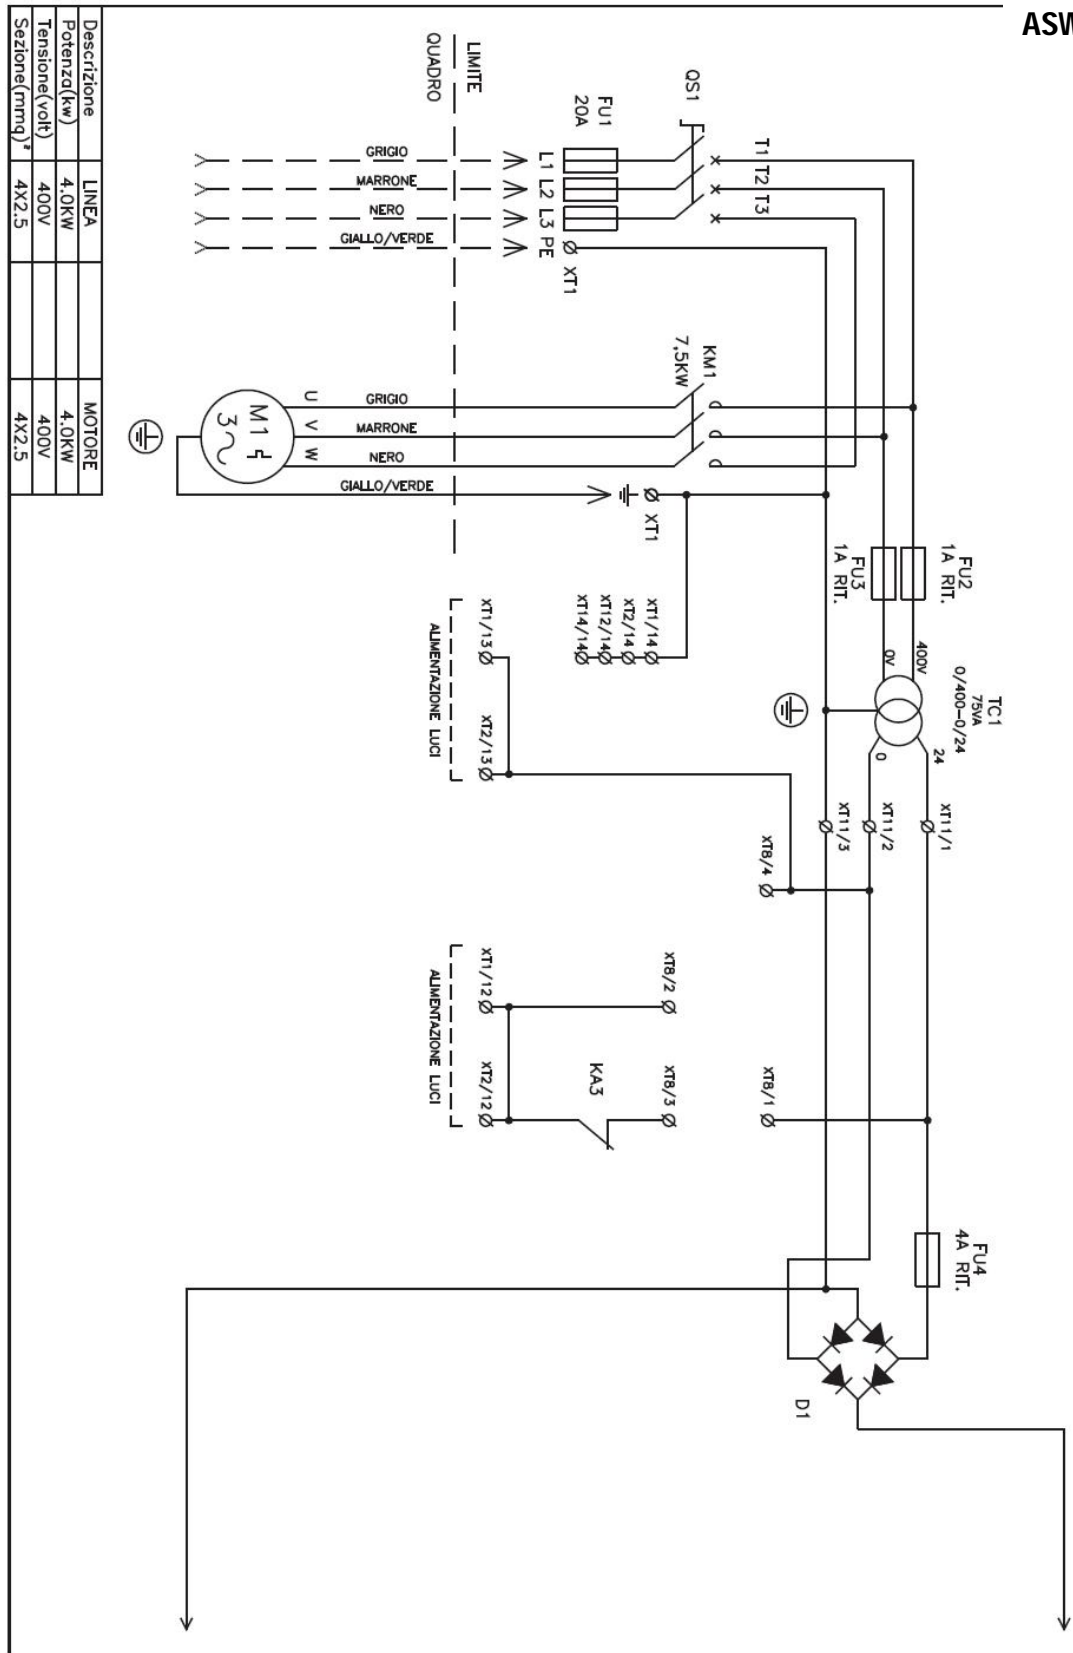 ASW
Descrizione LINEA MOTORE
Potenza(kw) 4.0KW 4.0KW
Tensione(volt) 400V 400V
Sezione(mmq)² 4X2.5 4X2.5
LIMITE
QUADRO
QS1
FU1
20A
T1 T2 T3
GRIGIO
MARRONE
NERO
GIALLO/VERDE
L1 L2 L3 PE
XT1
KM1
7,5KW
GRIGIO
MARRONE
NERO
GIALLO/VERDE
U V W
M1
3
XT1
FU2
1A RIT.
FU3
1A RIT.
XT1/14
XT2/14
XT12/14
XT14/14
400V
0V
TC1
75VA
0/400-0/24
24
0
XT1/13
XT2/13
ALIMENTAZIONE LUCI
XT11/1
XT11/2
XT11/3
XT8/4
XT1/12
XT2/12
ALIMENTAZIONE LUCI
XT8/2
XT8/3
KA3
XT8/1
FU4
4A RIT.
D1